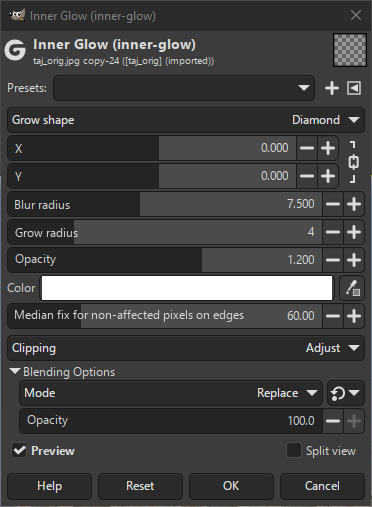 Inner Glow (inner-glow)
Inner Glow (inner-glow)
taj_orig.jpg copy-24 ([taj_orig] (imported))
Presets:
Grow shape Diamond
X 0.000
Y 0.000
Blur radius 7.500
Grow radius 4
Opacity 1.200
Color
Median fix for non-affected pixels on edges 60.00
Clipping Adjust
Blending Options
Mode Replace
Opacity 100.0
Preview Split view
Help Reset OK Cancel